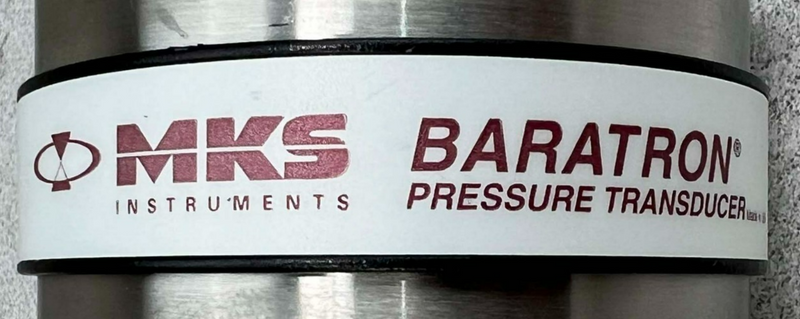 MKS
INSTRUMENTS
BARATRON®
PRESSURE TRANSDUCER